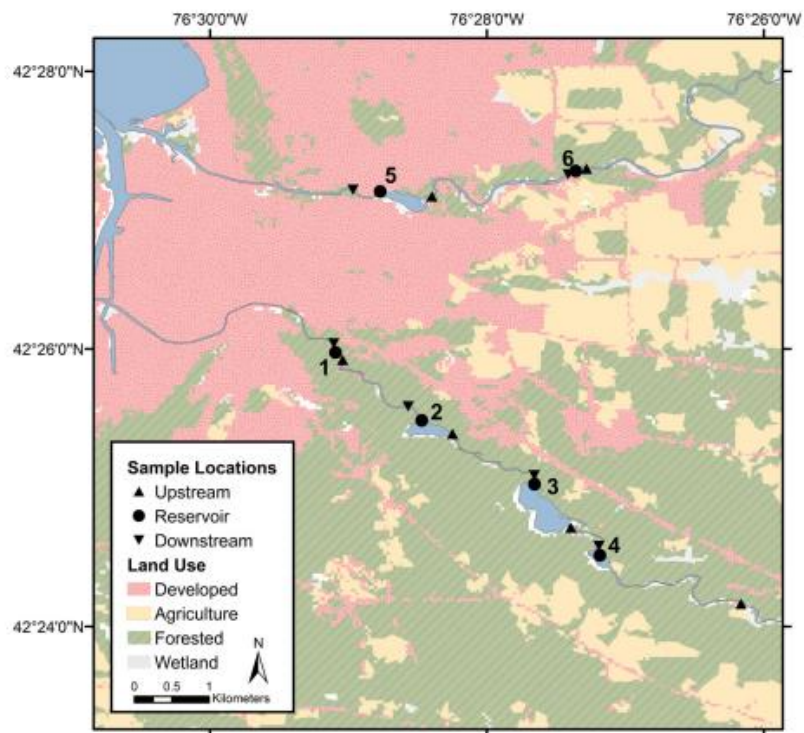 76°30'0"W 76°28'0"W 76°26'0"W
42°28'0"N
5
6
42°26'0"N
1
2
3
4
42°24'0"N
Sample Locations
Upstream
Reservoir
Downstream
Land Use
Developed
Agriculture
Forested
Wetland
N
0 0.5 1
Kilometers